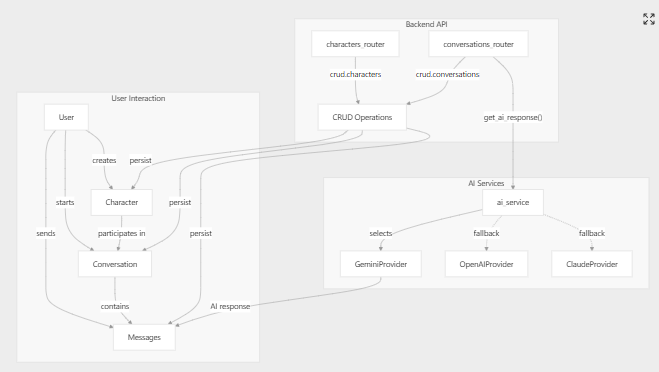 Backend API
characters_router
conversations_router
crud.characters
crud.conversations
User Interaction
User
CRUD Operations
get_ai_response()
creates
persist
AI Services
starts
Character
persist
ai_service
sends
participates in
persist
selects
fallback
fallback
Conversation
GeminiProvider
OpenAIProvider
ClaudeProvider
contains
AI response
Messages